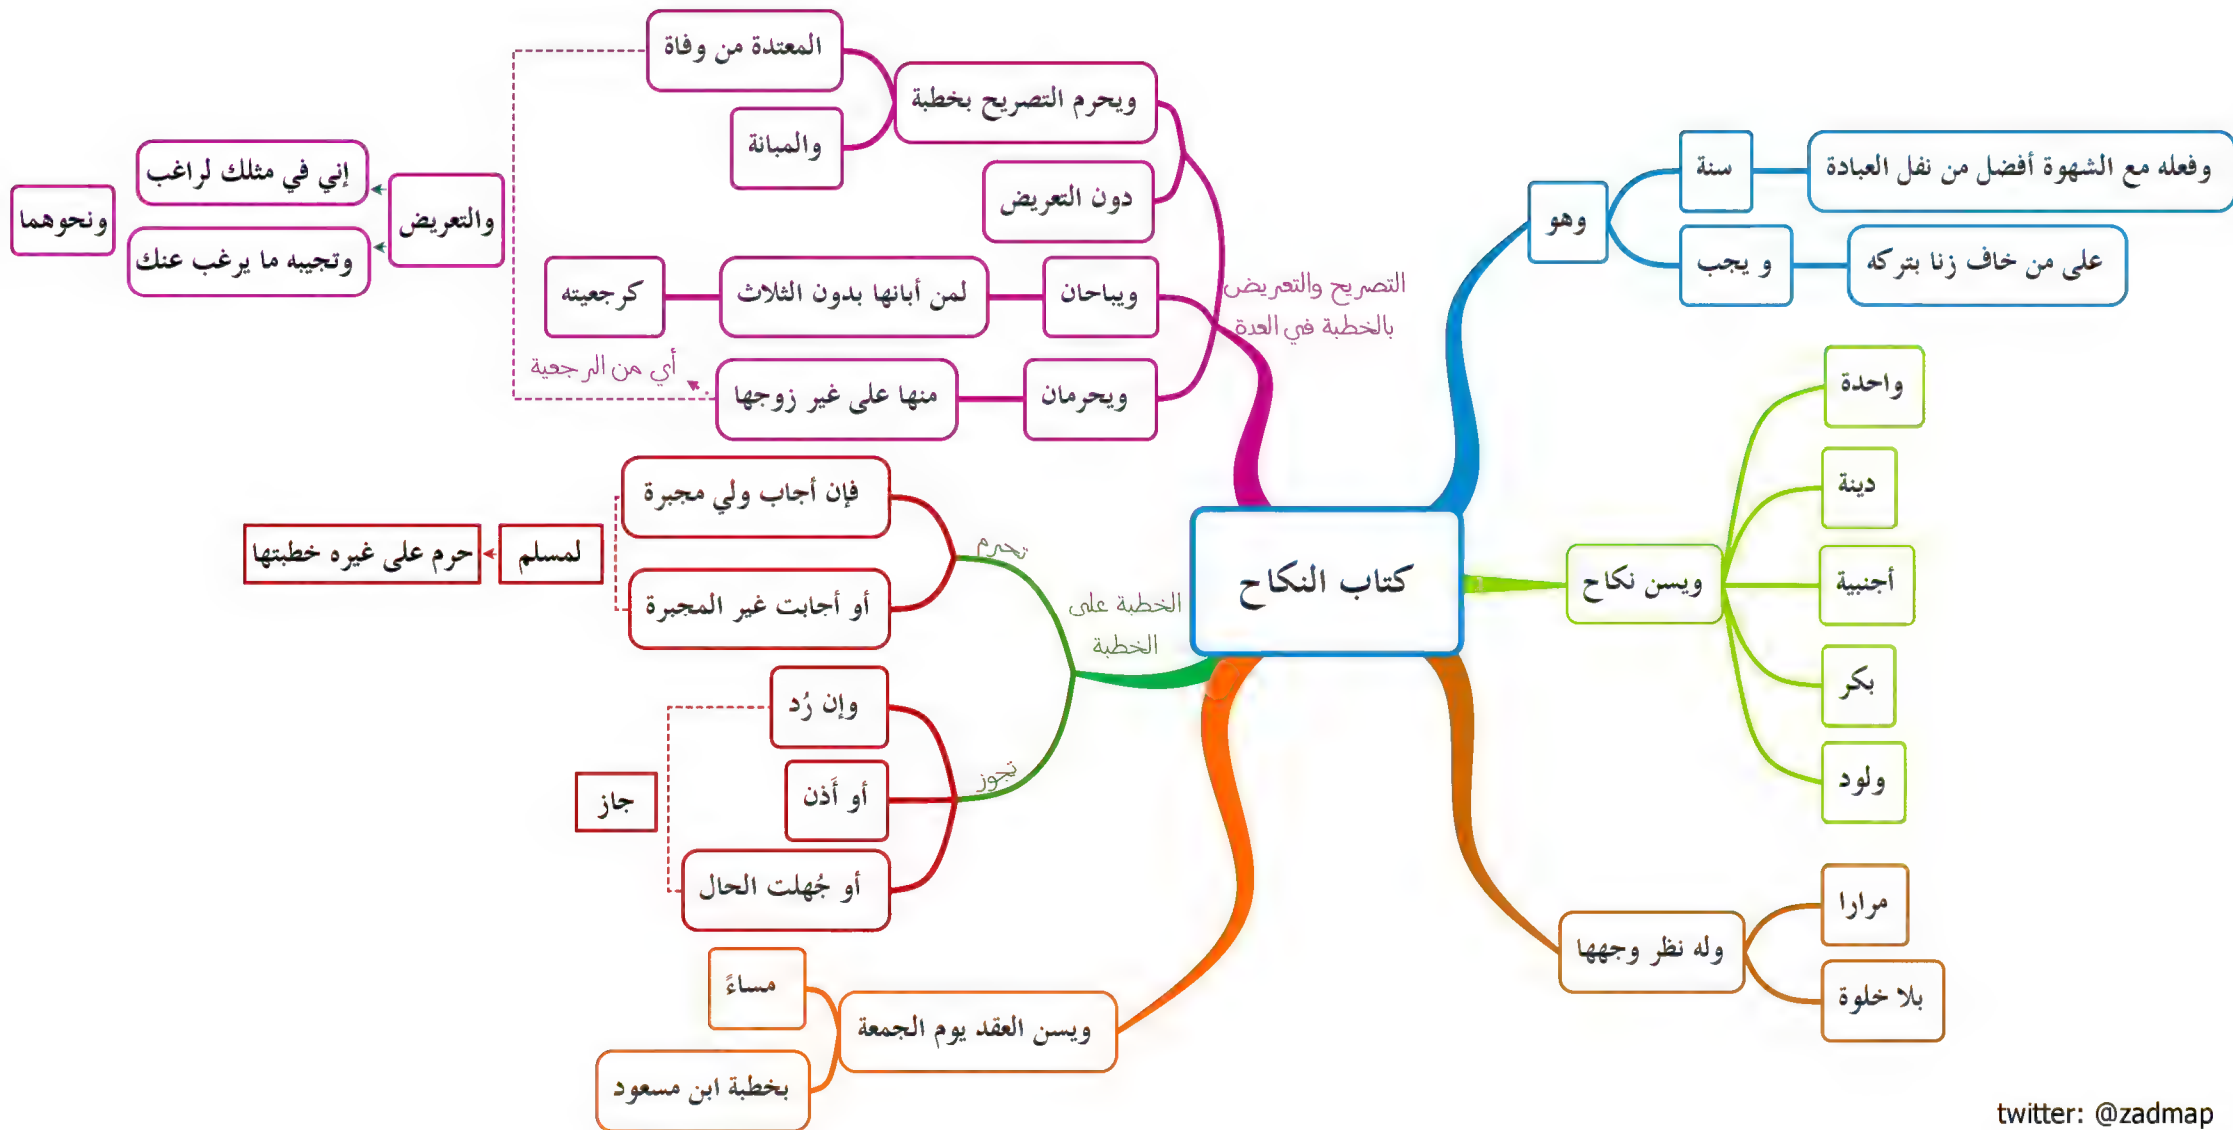 كتاب النكاح
وهو
سنة
وفعله مع الشهوة أفضل من نفل العبادة
و يجب
على من خاف زنا بتركه
ويسن نكاح
واحدة
دينة
أجنبية
بكر
ولود
وله نظر وجهها
مرارا
بلا خلوة
التصريح والتعريض
بالخطبة في العدة
ويحرم التصريح بخطبة
المعتدة من وفاة
والمبانة
دون التعريض
ويباحان
لمن أبانها بدون الثلاث
كرجعيته
ويحرمان
منها على غير زوجها
أي من الرجعية
والتعريض
إني في مثلك لراغب
وتجيبه ما يرغب عنك
ونحوهما
الخطبة على
الخطبة
تحرم
فإن أجاب ولي مجبرة
أو أجابت غير المجبرة
لمسلم
حرم على غيره خطبتها
تجوز
وإن رُد
أو أَذن
أو جُهلت الحال
جاز
ويسن العقد يوم الجمعة
مساءً
بخطبة ابن مسعود
twitter: @zadmap